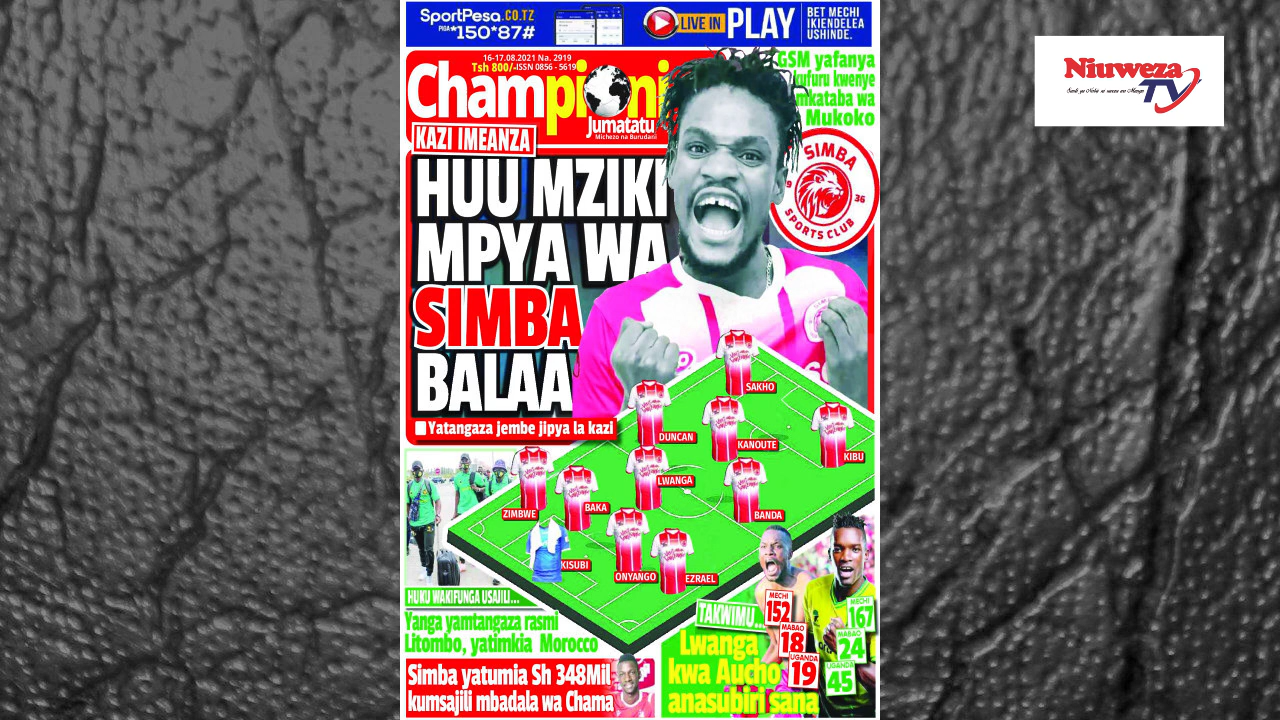 SportPesa.CO.TZ
PIGA *150*87#
LIVE IN PLAY
BET MECHI
IKIENDELEA
USHINDE.
Niuweza
TV
16-17.08.2021 Na. 2919
Tsh 800/- ISSN 0856 - 5619
Championi
Jumatatu
Michezo na Burudani
GSM yafanya
kufuru kwenye
mkataba wa
Mukoko
KAZI IMEANZA
HUU MZIKI
MPYA WA
SIMBA
BALAA
Yatangaza jembe jipya la kazi
SIMBA
19 36
SPORTS CLUB
SAKHO
DUNCAN
KANOUTE
KIBU
LWANGA
ZIMBWE
BAKA
BANDA
KISUBI
ONYANGO
EZRAEL
HUKU WAKIFUNGA USAJILI...
Yanga yamtangaza rasmi
Litombo, yatimkia Morocco
Simba yatumia Sh 348Mil
kumsajili mbadala wa Chama
TAKWIMU...
Lwanga
kwa Aucho
anasubiri sana
MECHI
152
MABAO
18
UGANDA
19
MECHI
167
MABAO
24
UGANDA
45